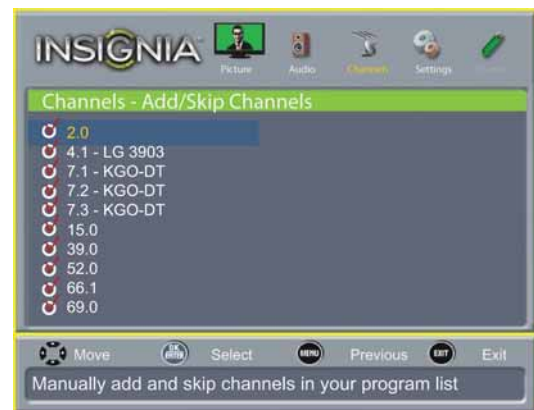 INSIGNIA
Picture Audio Channels Settings
Channels - Add/Skip Channels
2.0
4.1 - LG 3903
7.1 - KGO-DT
7.2 - KGO-DT
7.3 - KGO-DT
15.0
39.0
52.0
66.1
69.0
Move OK ENTER Select MENU Previous EXIT Exit
Manually add and skip channels in your program list